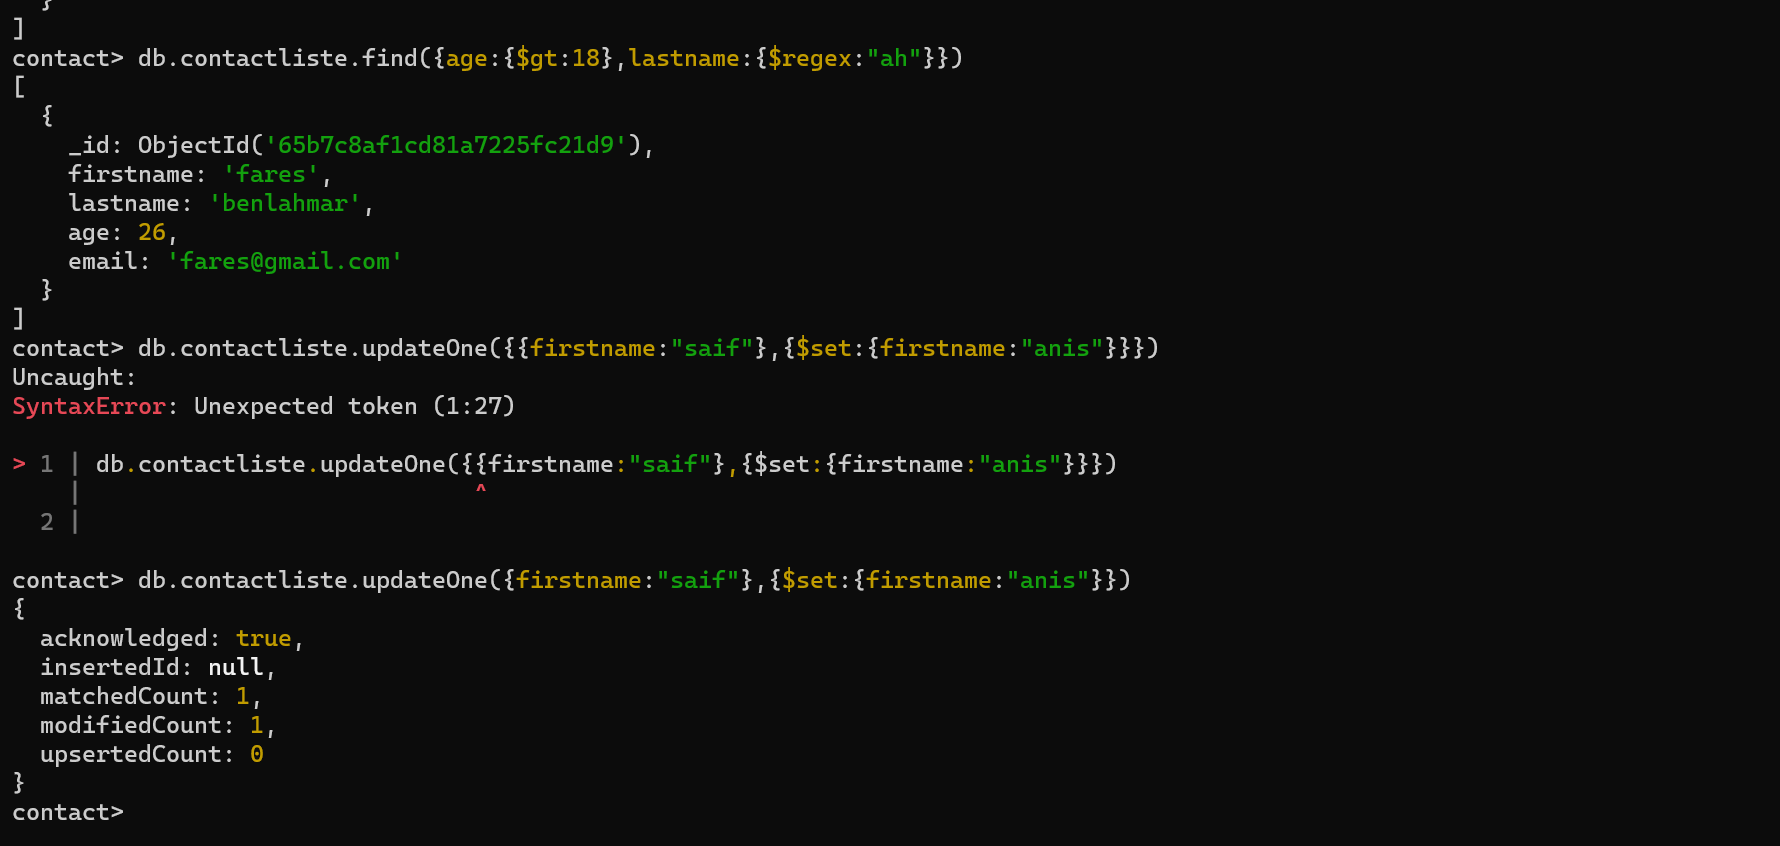 }
]
contact> db.contactliste.find({age:{$gt:18},lastname:{$regex:"ah"}})
[
  {
    _id: ObjectId('65b7c8af1cd81a7225fc21d9'),
    firstname: 'fares',
    lastname: 'benlahmar',
    age: 26,
    email: 'fares@gmail.com'
  }
]
contact> db.contactliste.updateOne({{firstname:"saif"},{$set:{firstname:"anis"}}})
Uncaught:
SyntaxError: Unexpected token (1:27)

> 1 | db.contactliste.updateOne({{firstname:"saif"},{$set:{firstname:"anis"}}})
    |                            ^
  2 |

contact> db.contactliste.updateOne({firstname:"saif"},{$set:{firstname:"anis"}})
{
  acknowledged: true,
  insertedId: null,
  matchedCount: 1,
  modifiedCount: 1,
  upsertedCount: 0
}
contact>